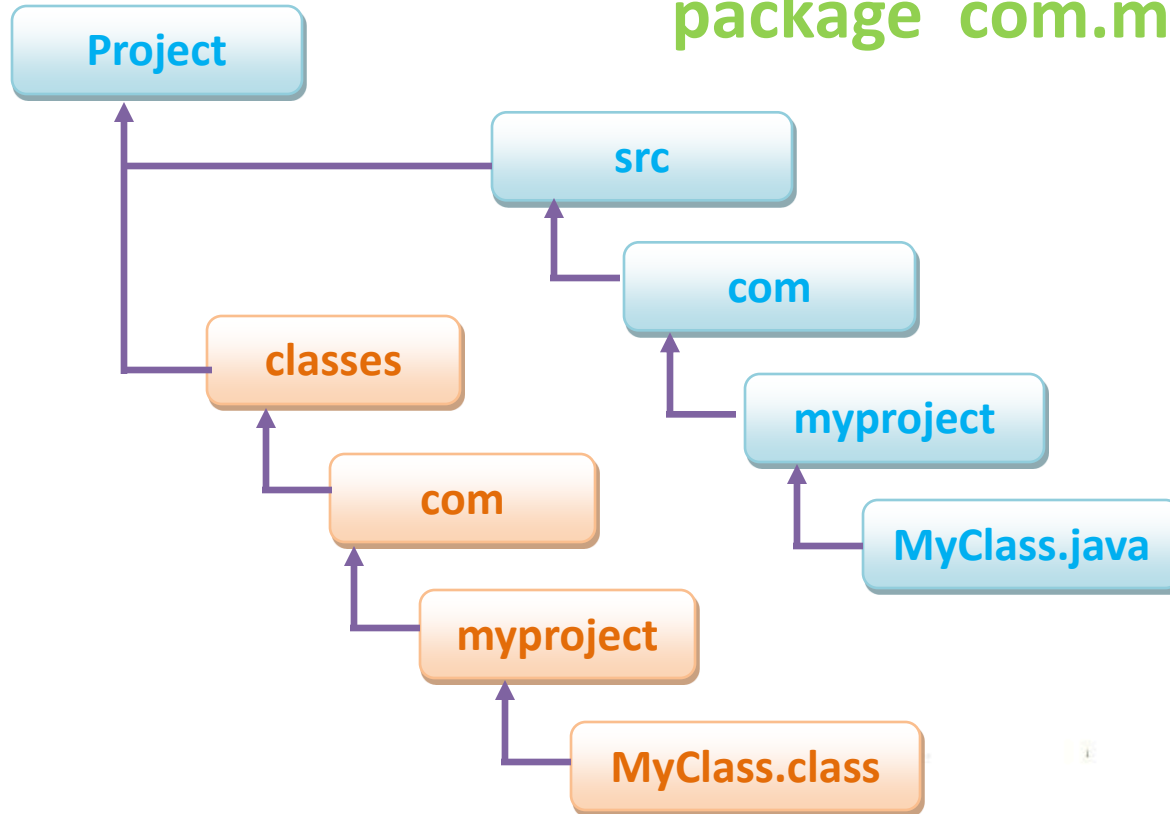 package com.m
Project
src
com
classes
myproject
com
MyClass.java
myproject
MyClass.class